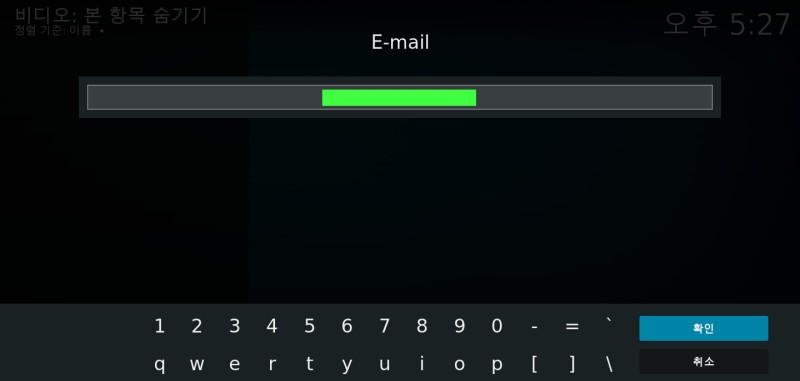 비디오: 본 항목 숨기기
정렬 기준: 이름 •
오후 5:27
E-mail
1 2 3 4 5 6 7 8 9 0 - = `
확인
q w e r t y u i o p [ ] \
취소